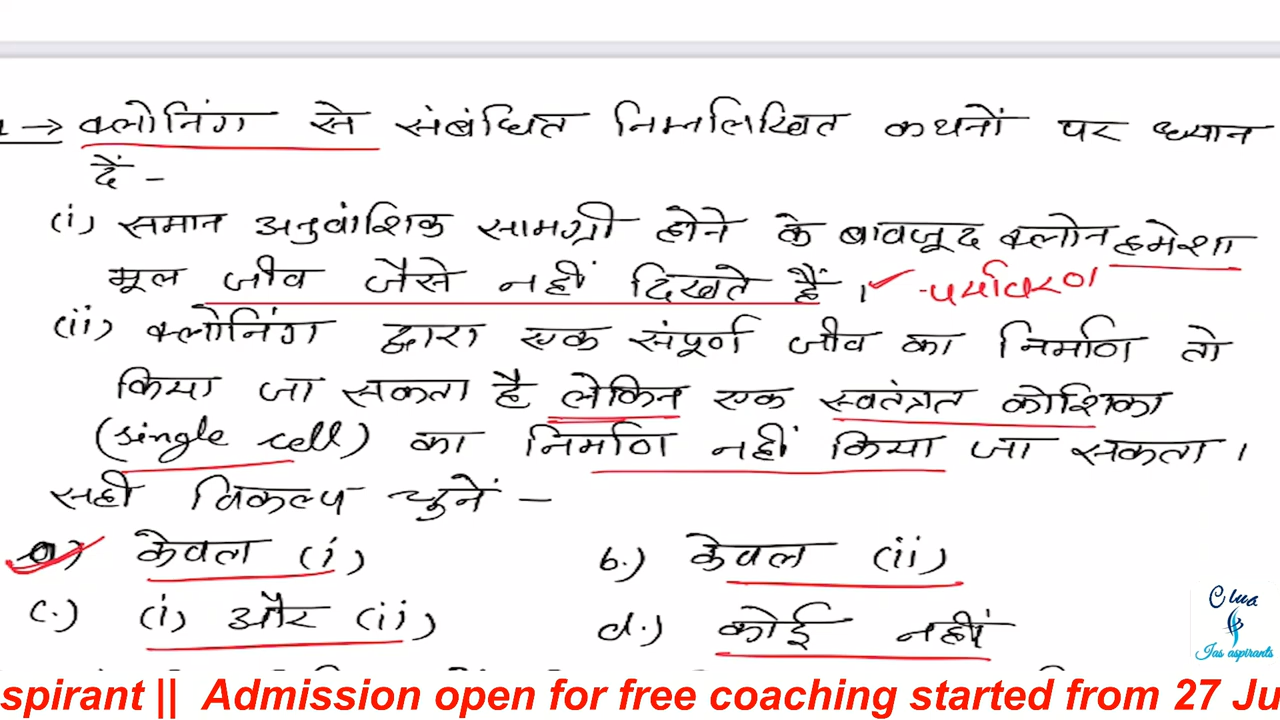 → क्लोनिंग से संबंधित निम्नलिखित कथनों पर ध्यान
दें -
(i) समान अनुवांशिक सामग्री होने के बावजूद क्लोन हमेशा
मूल जीव जैसे नहीं दिखते हैं। ✓ पर्यावरण
(ii) क्लोनिंग द्वारा एक संपूर्ण जीव का निर्माण तो
किया जा सकता है लेकिन एक स्वतंत्रत कोशिका
(single cell) का निर्माण नहीं किया जा सकता।
सही विकल्प चुनें -
a) केवल (i)
b.) केवल (ii)
c.) (i) और (ii)
d.) कोई नहीं
Clue
Ias aspirants
spirant || Admission open for free coaching started from 27 Ju